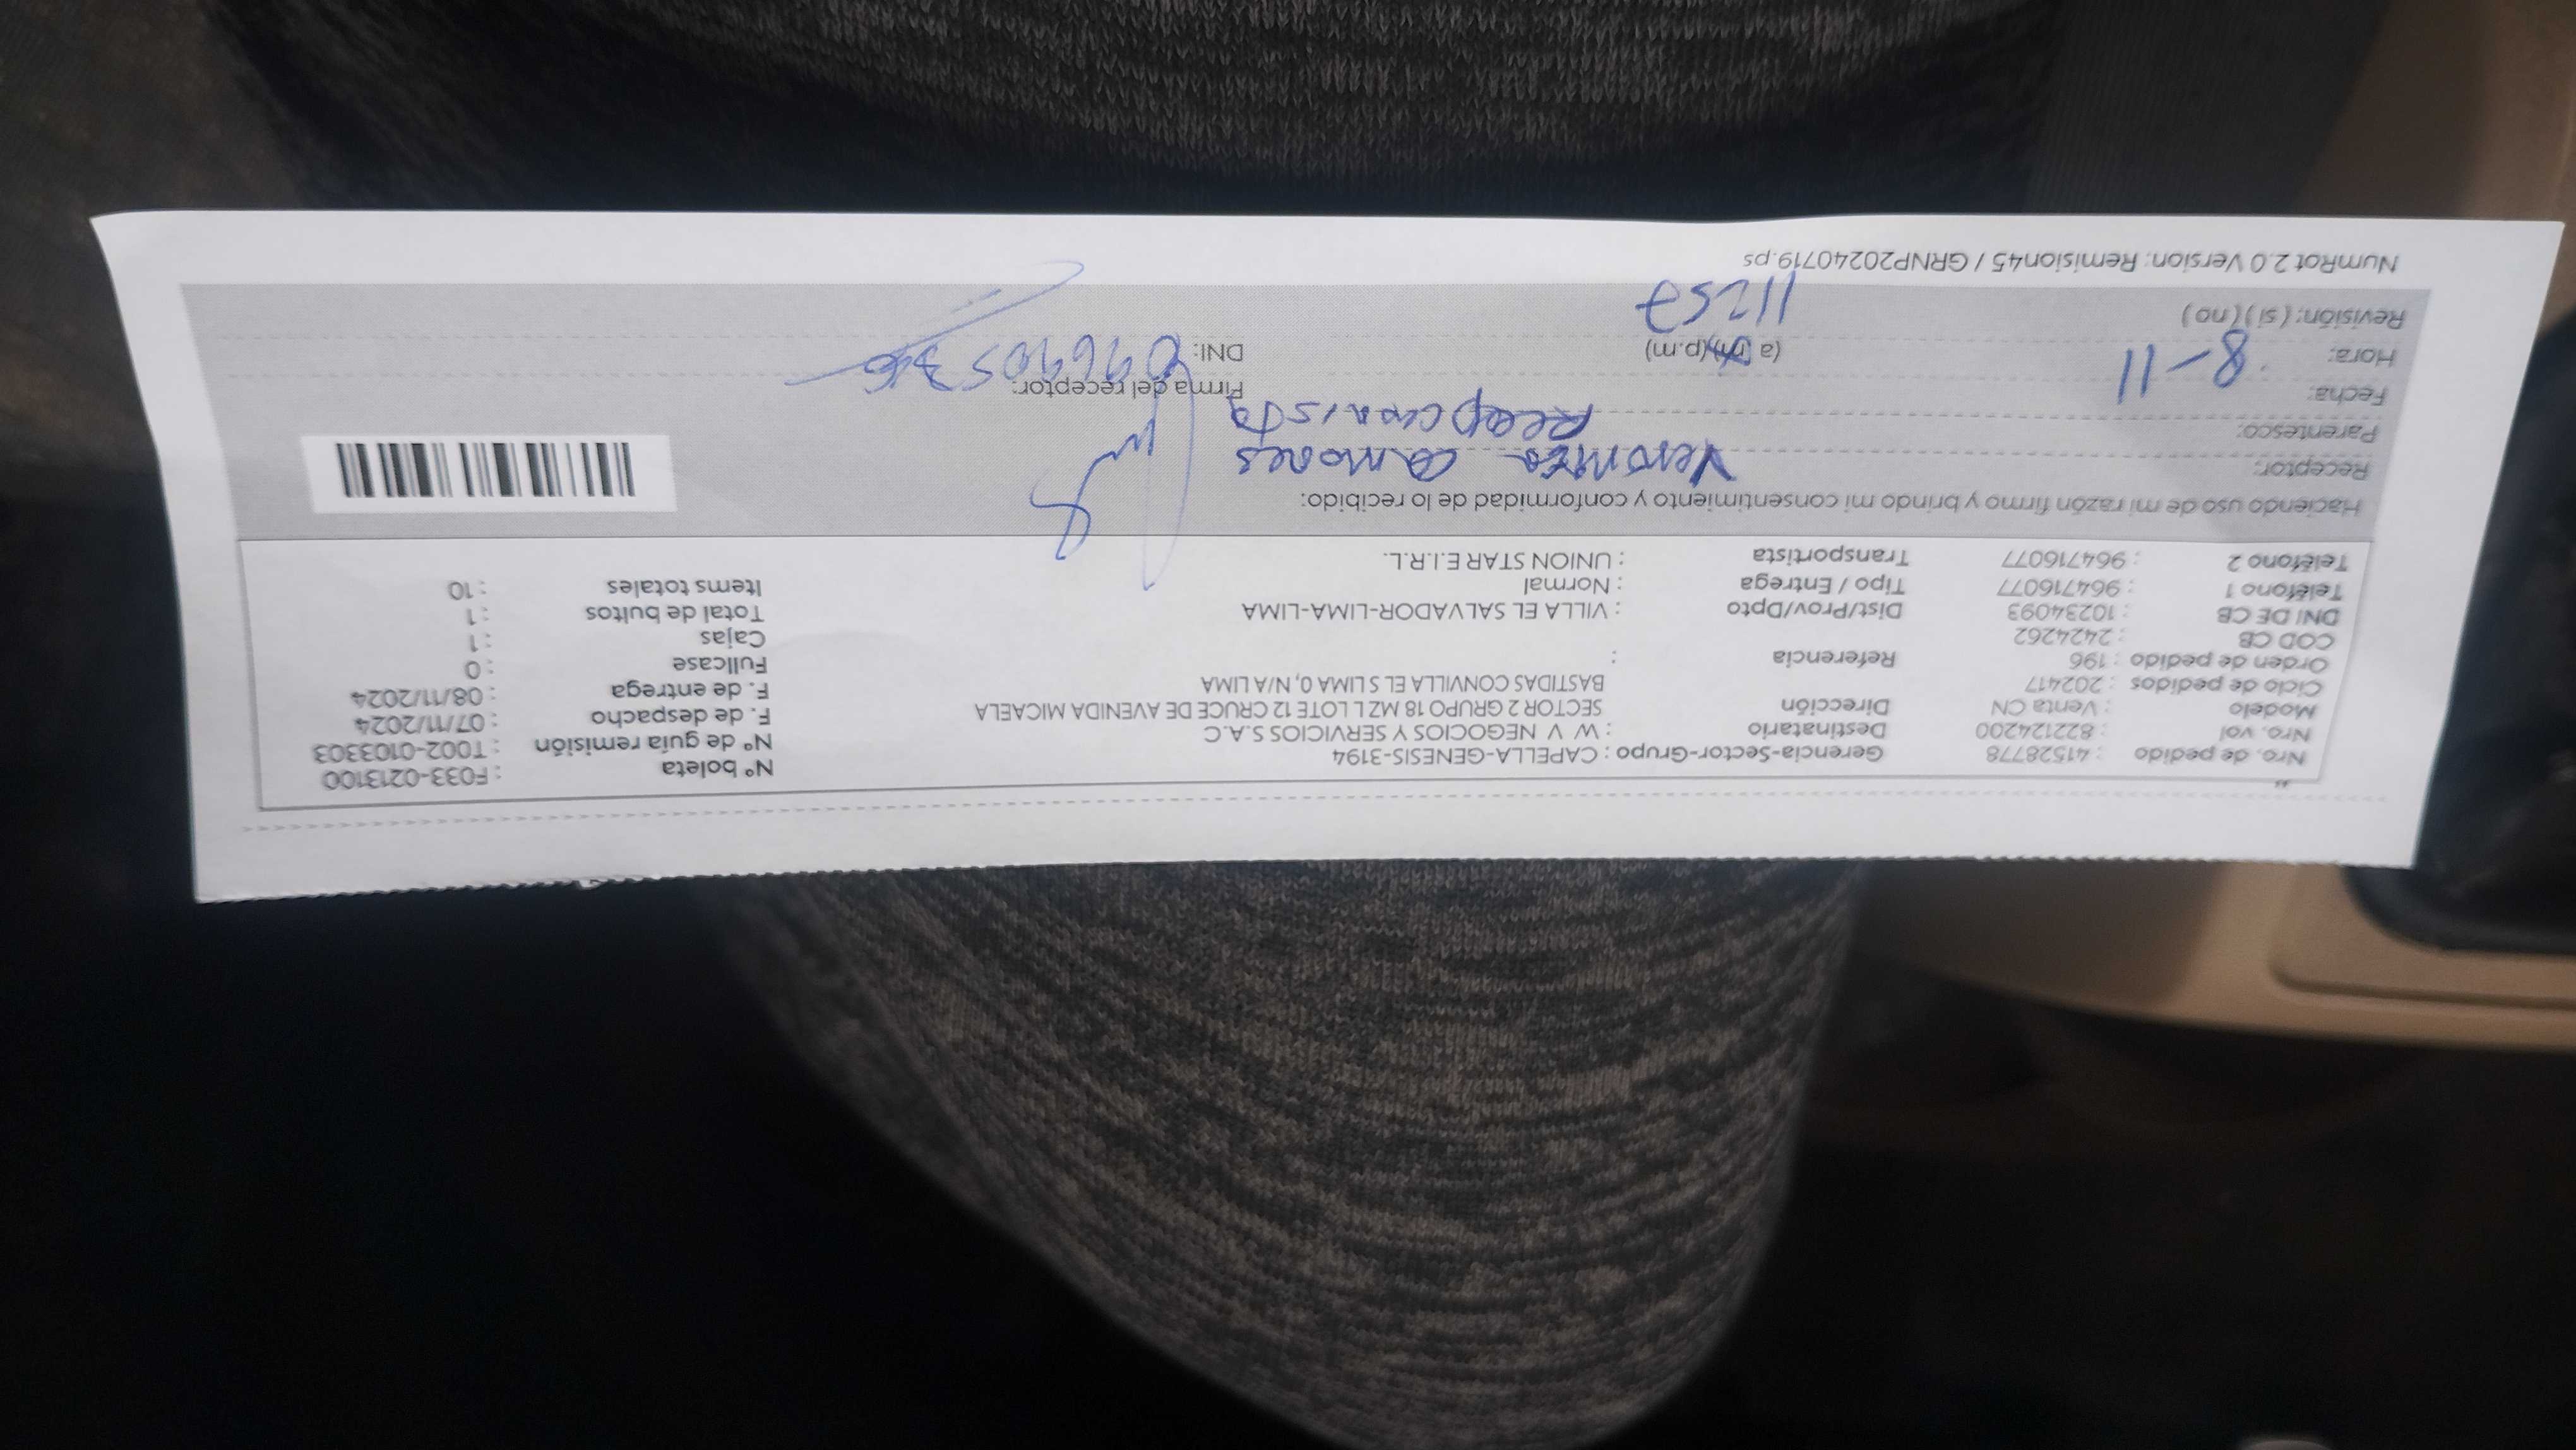 Nro. de pedido : 41528778 Gerencia-Sector-Grupo : CAPELLA-GENESIS-3194 Nº boleta : F033-0213100
Nro. vol : 822124200 Destinatario : W. V. NEGOCIOS Y SERVICIOS S.A.C Nº de guía remisión : T002-0103303
Modelo : Venta CN Dirección SECTOR 2 GRUPO 18 MZ L LOTE 12 CRUCE DE AVENIDA MICAELA F. de despacho : 07/11/2024
Ciclo de pedidos : 202417 BASTIDAS CONVILLA EL S LIMA 0, N/A LIMA F. de entrega : 08/11/2024
Orden de pedido : 196 Referencia : Fullcase : 0
COD CB : 2424262 Cajas : 1
DNI DE CB : 10234093 Dist/Prov/Dpto : VILLA EL SALVADOR-LIMA-LIMA Total de bultos : 1
Teléfono 1 : 964716077 Tipo / Entrega : Normal Items totales : 10
Teléfono 2 : 964716077 Transportista : UNION STAR E.I.R.L.
Haciendo uso de mi razón firmo y brindo mi consentimiento y conformidad de lo recibido:
Receptor: Veronica Camones
Parentesco: Recepcionista
Fecha: 8-11 Firma del receptor:
Hora: (a.m)(p.m) DNI:
Revisión: ( si ) ( no ) 11257
NumRot 2.0 Version: Remision45 / GRNP20240719.ps